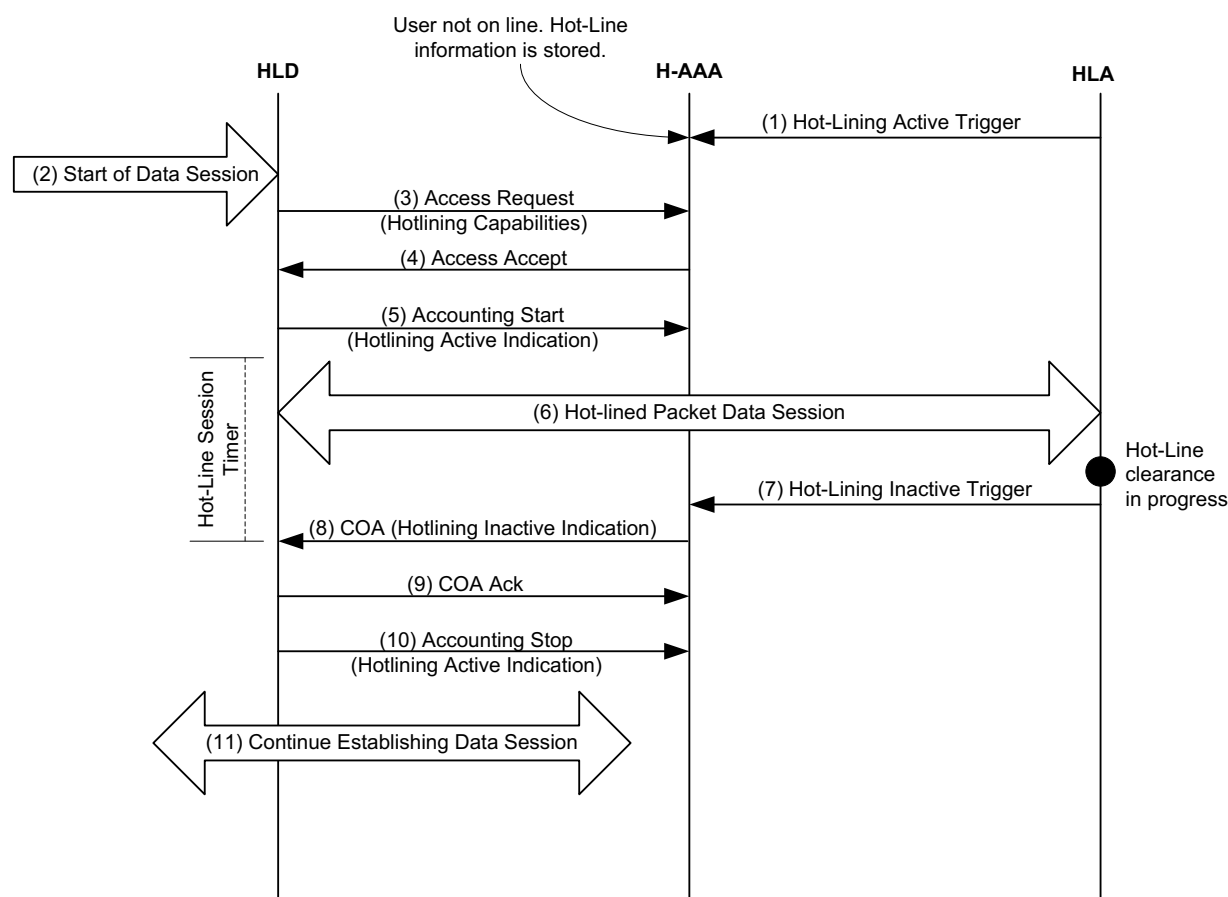 User not on line. Hot-Line
information is stored.
HLD
H-AAA
HLA
(1) Hot-Lining Active Trigger
(2) Start of Data Session
(3) Access Request
(Hotlining Capabilities)
(4) Access Accept
(5) Accounting Start
(Hotlining Active Indication)
Hot-Line Session
Timer
(6) Hot-lined Packet Data Session
Hot-Line
clearance
in progress
(7) Hot-Lining Inactive Trigger
(8) COA (Hotlining Inactive Indication)
(9) COA Ack
(10) Accounting Stop
(Hotlining Active Indication)
(11) Continue Establishing Data Session